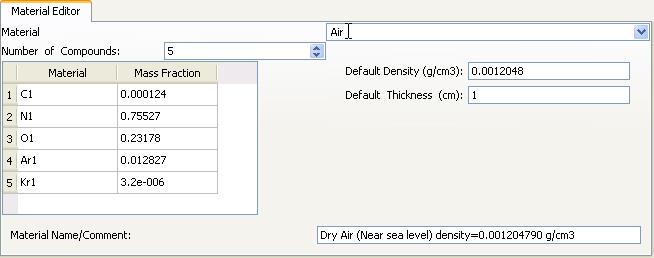 Material Editor
Material Air
Number of Compounds: 5
Material Mass Fraction
1 C1 0.000124
2 N1 0.75527
3 O1 0.23178
4 Ar1 0.012827
5 Kr1 3.2e-006
Default Density (g/cm3): 0.0012048
Default Thickness (cm): 1
Material Name/Comment: Dry Air (Near sea level) density=0.001204790 g/cm3